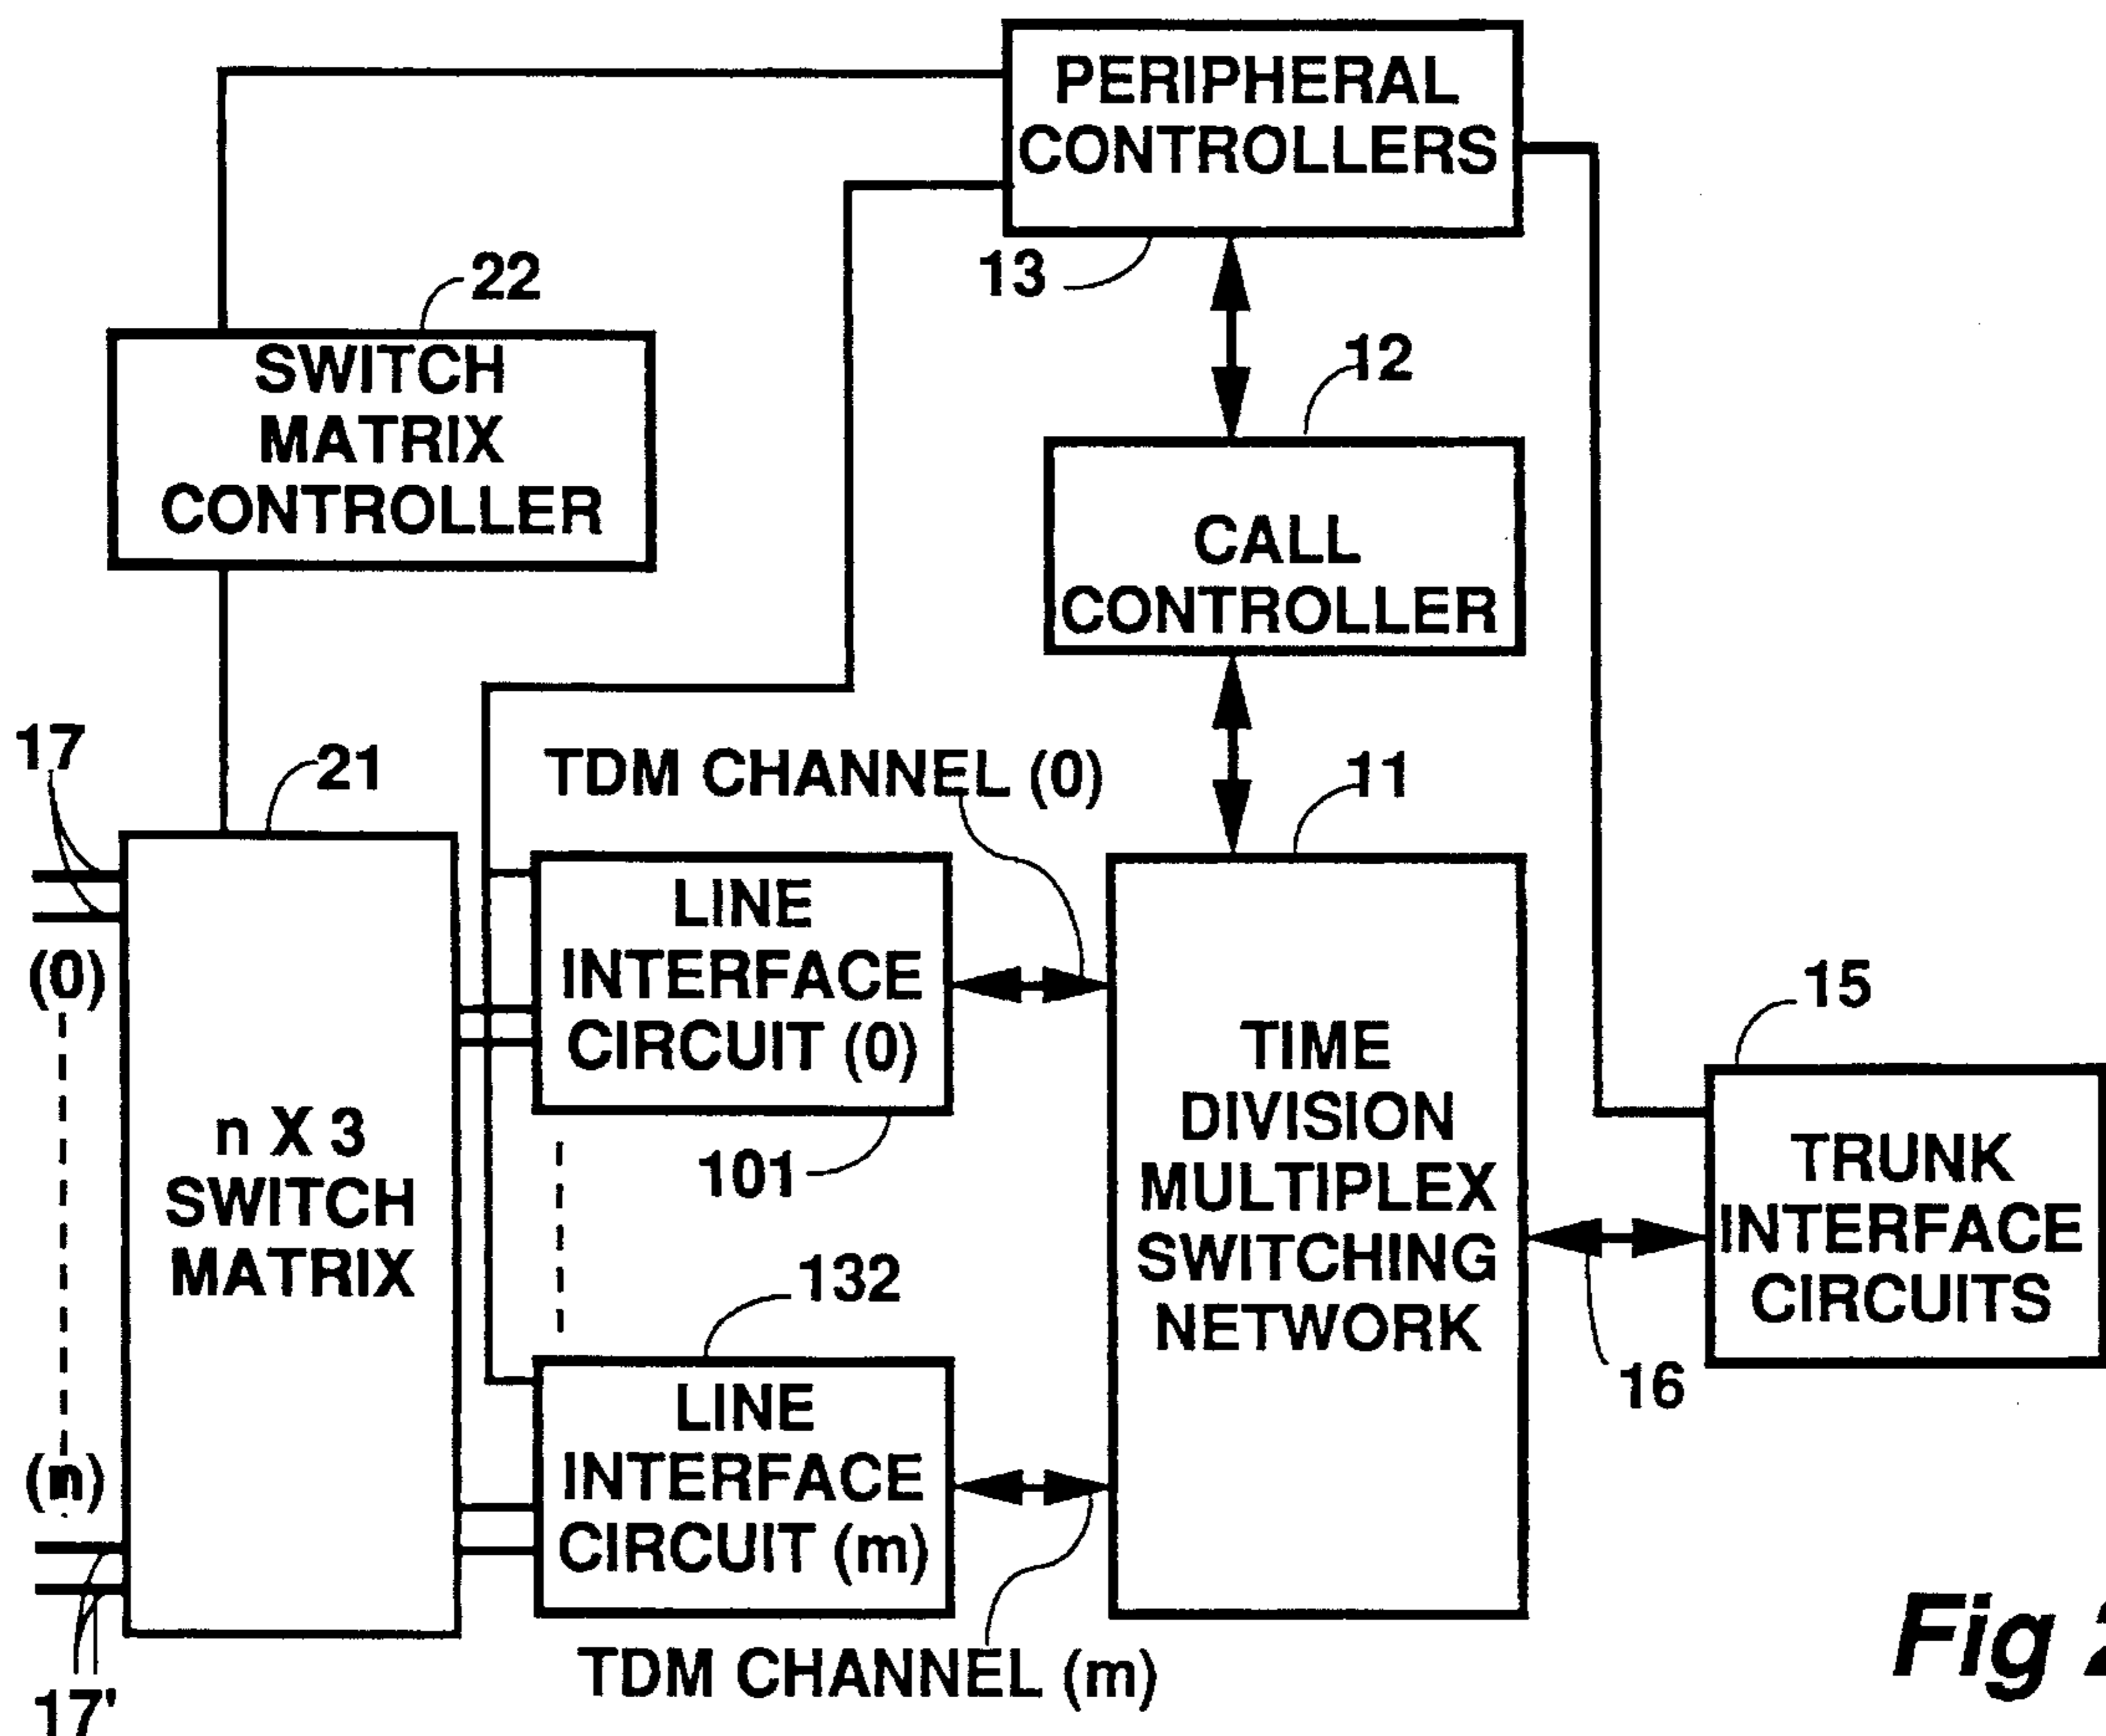 PERIPHERAL
CONTROLLERS
13
22
SWITCH
MATRIX
CONTROLLER
12
CALL
CONTROLLER
17
21
TDM CHANNEL (0)
11
(0)
LINE
INTERFACE
CIRCUIT (0)
101
n X 3
SWITCH
MATRIX
TIME
DIVISION
MULTIPLEX
SWITCHING
NETWORK
15
TRUNK
INTERFACE
CIRCUITS
16
132
(n)
LINE
INTERFACE
CIRCUIT (m)
17'
TDM CHANNEL (m)
Fig 2